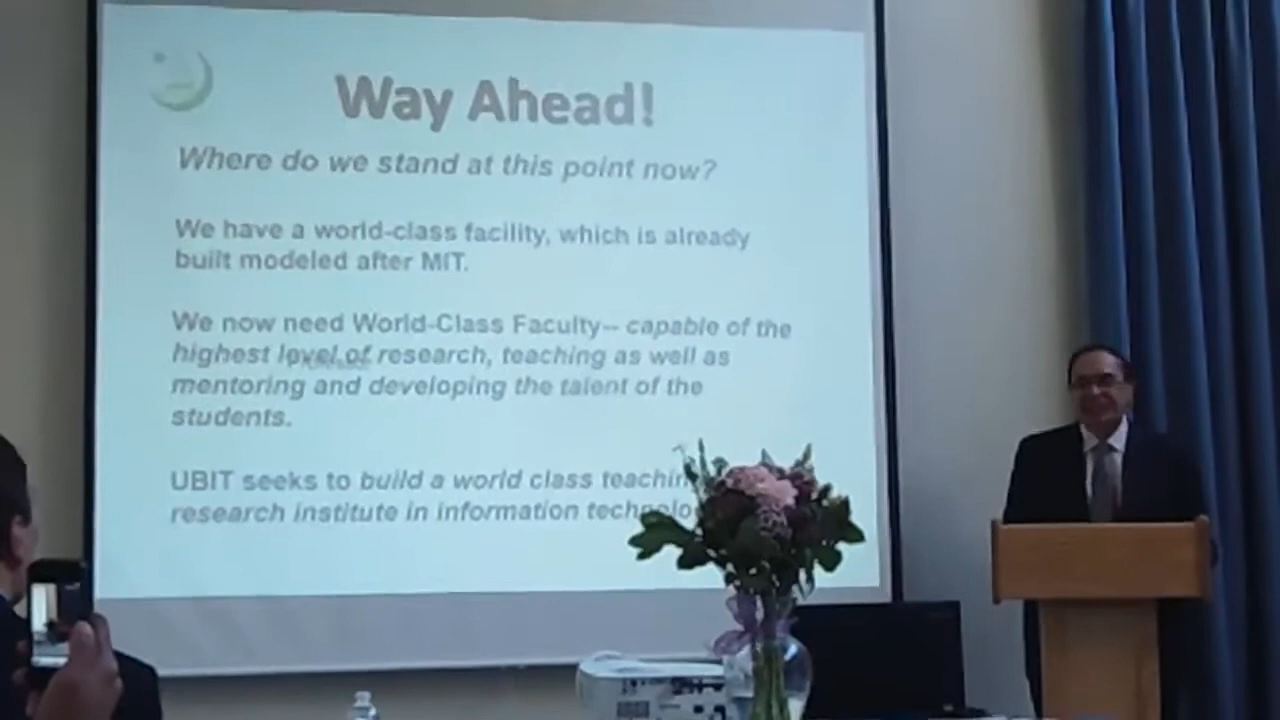 Way Ahead!
Where do we stand at this point now?
We have a world-class facility, which is already
built modeled after MIT.
We now need World-Class Faculty-- capable of the
highest level of research, teaching as well as
mentoring and developing the talent of the
students.
UBIT seeks to build a world class
research institute in information